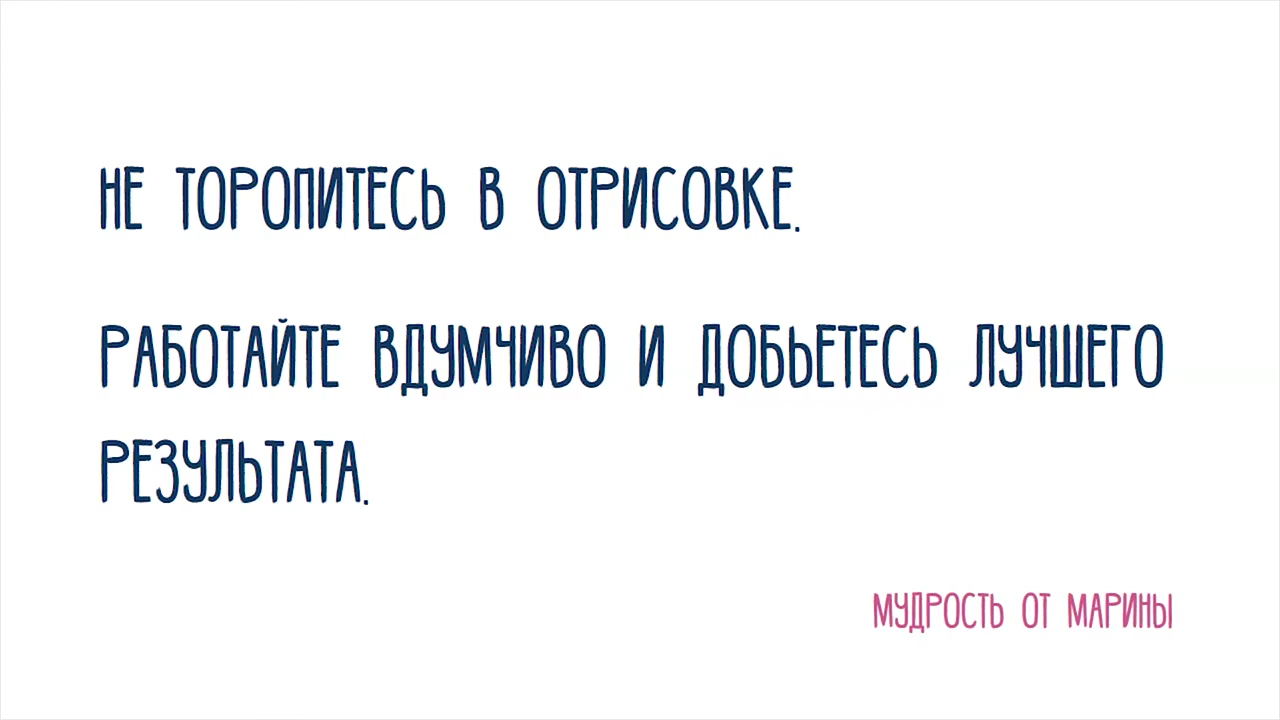 НЕ ТОРОПИТЕСЬ В ОТРИСОВКЕ.
РАБОТАЙТЕ ВДУМЧИВО И ДОБЬЕТЕСЬ ЛУЧШЕГО
РЕЗУЛЬТАТА.
МУДРОСТЬ ОТ МАРИНЫ